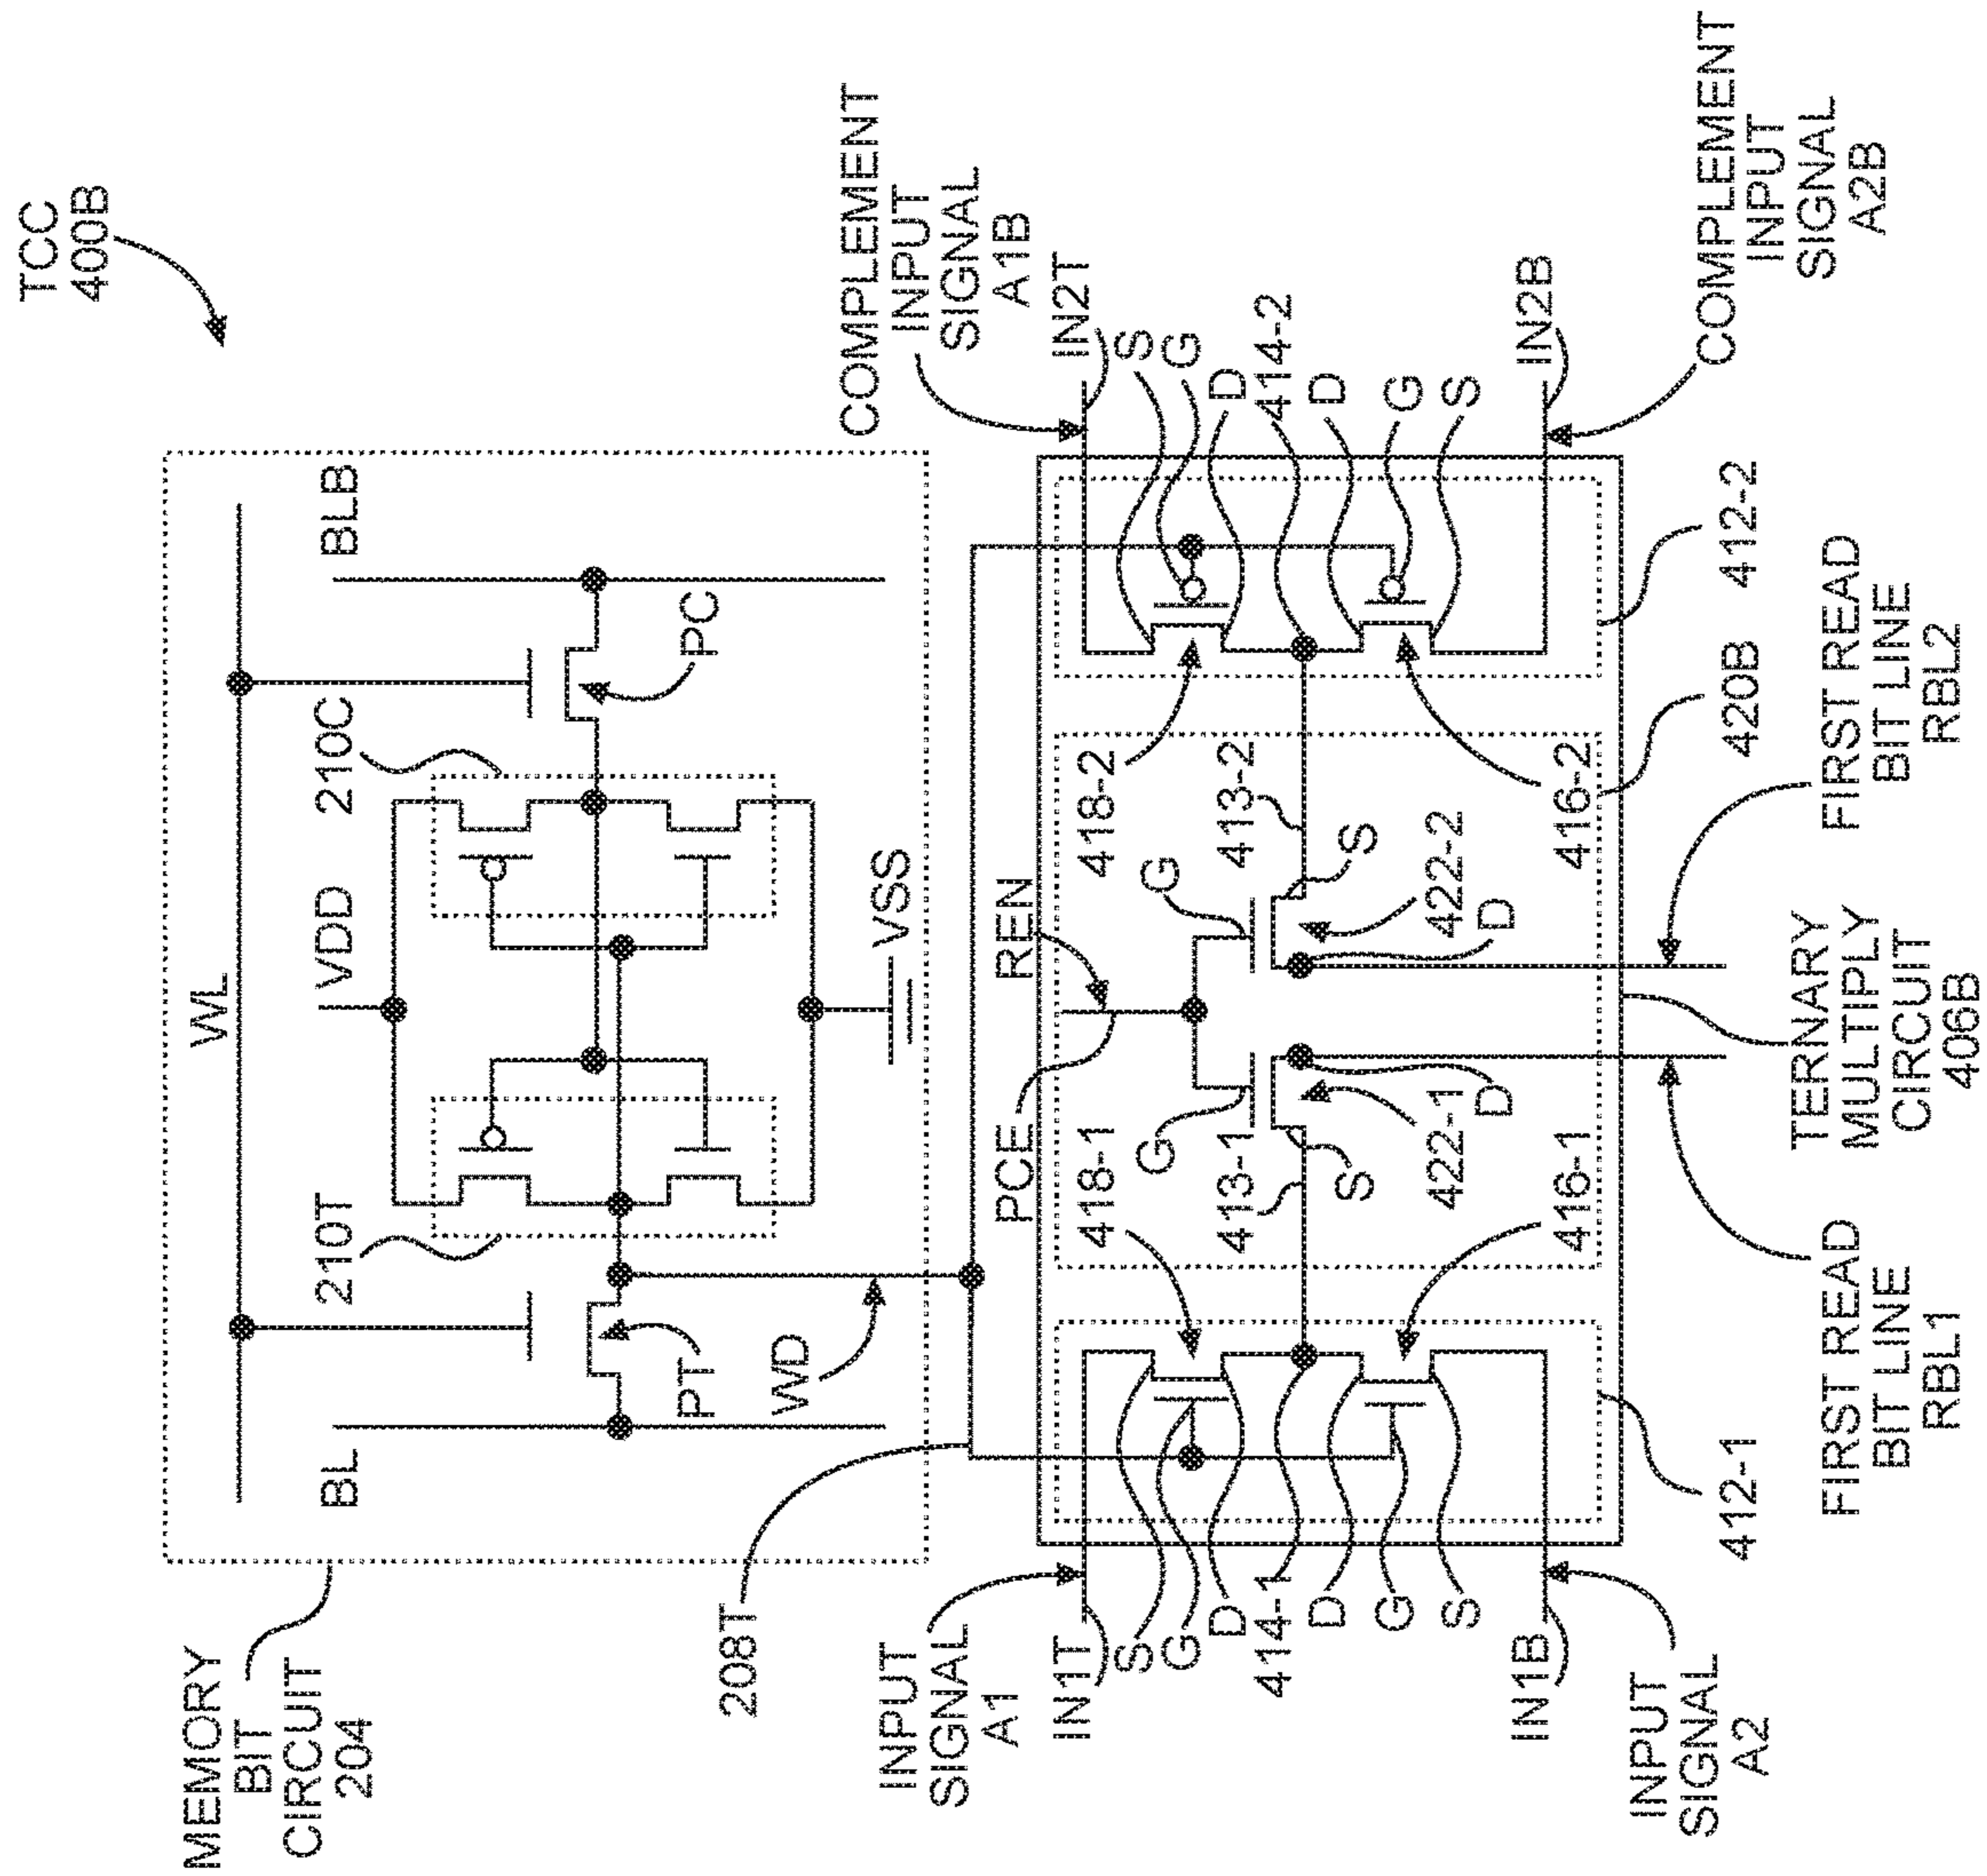 TCC
400B
MEMORY
BIT
CIRCUIT
204
WL
BL
BLB
VDD
210T
210C
PT
PC
VSS
WD
208T
PCE
REN
COMPLEMENT
INPUT
SIGNAL
A1B
INPUT
SIGNAL
A1
IN1T
IN2T
S
G
D
414-1
D
G
S
IN1B
INPUT
SIGNAL
A2
418-1
413-1
416-1
G
S
422-1
D
G
S
422-2
D
418-2
413-2
416-2
S
G
D
414-2
D
G
S
IN2B
COMPLEMENT
INPUT
SIGNAL
A2B
412-1
FIRST READ
BIT LINE
RBL1
TERNARY
MULTIPLY
CIRCUIT
406B
FIRST READ
BIT LINE
RBL2
420B
412-2